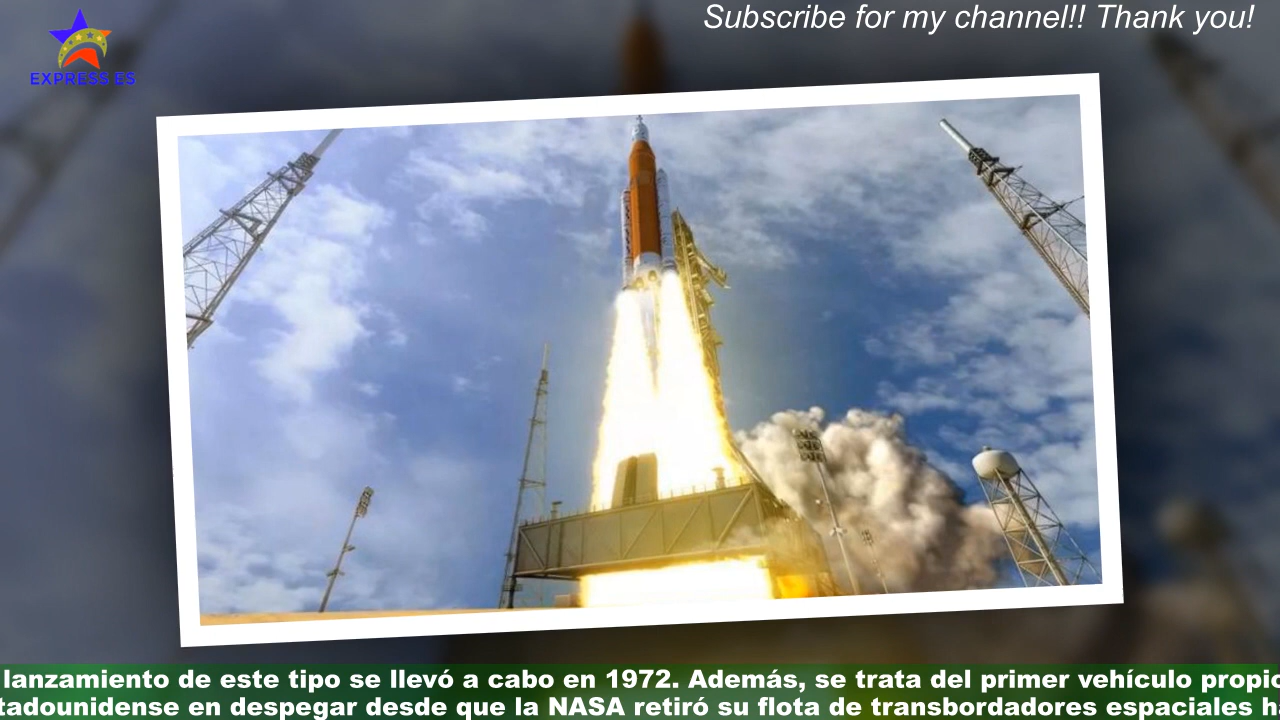 Subscribe for my channel!! Thank you!
EXPRESS ES
lanzamiento de este tipo se llevó a cabo en 1972. Además, se trata del primer vehículo propio
tadounidense en despegar desde que la NASA retiró su flota de transbordadores espaciales h